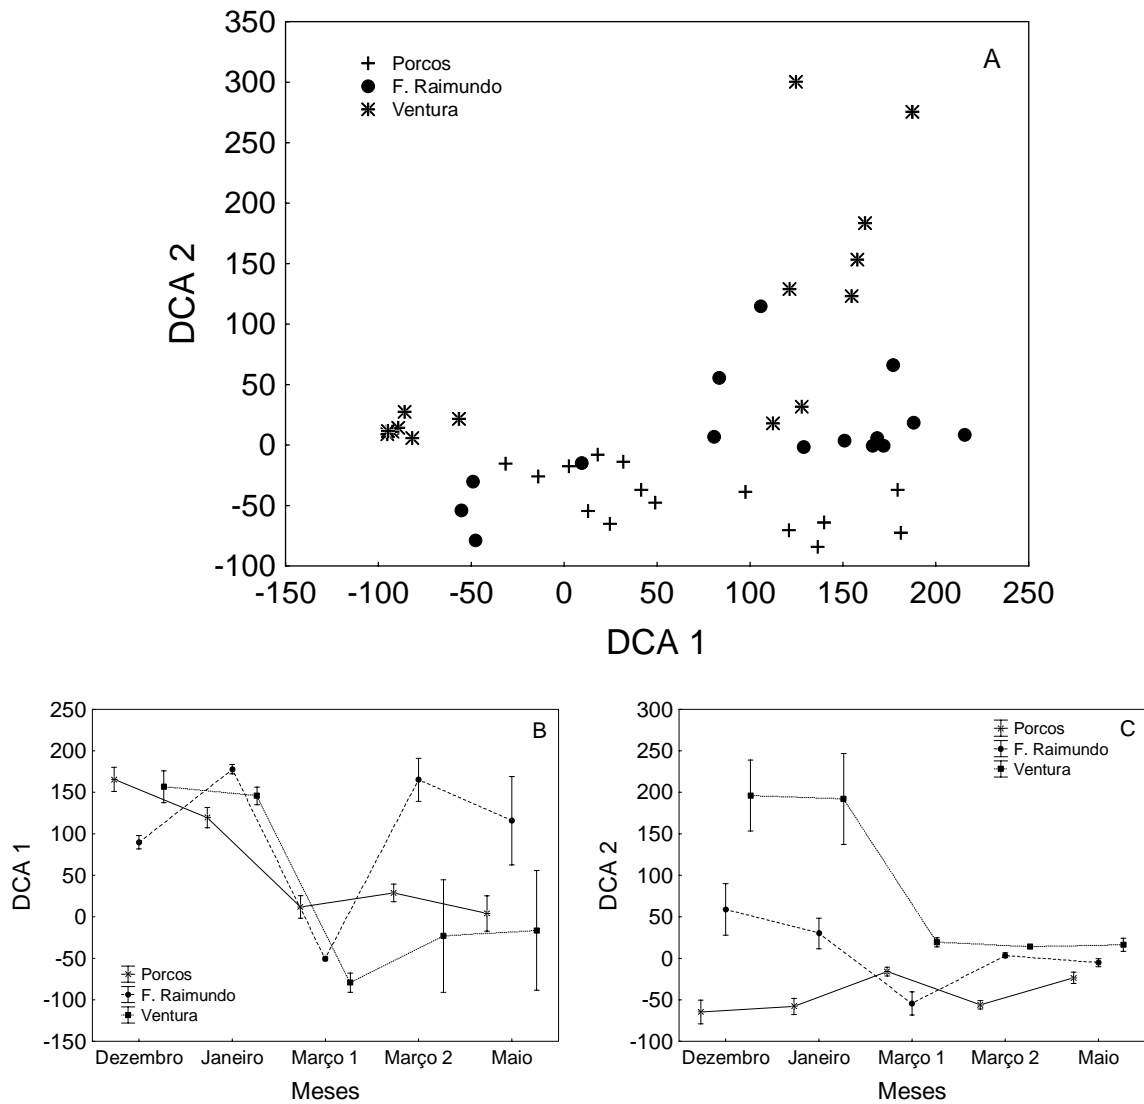 350
300
250
200
150
100
50
0
-50
-100
DCA 2
Porcos
F. Raimundo
Ventura
A
-150 -100 -50 0 50 100 150 200 250
DCA 1
250
200
150
100
50
0
-50
-100
-150
DCA 1
B
Porcos
F. Raimundo
Ventura
Dezembro Janeiro Março 1 Março 2 Maio
Meses
300
250
200
150
100
50
0
-50
-100
DCA 2
C
Porcos
F. Raimundo
Ventura
Dezembro Janeiro Março 1 Março 2 Maio
Meses